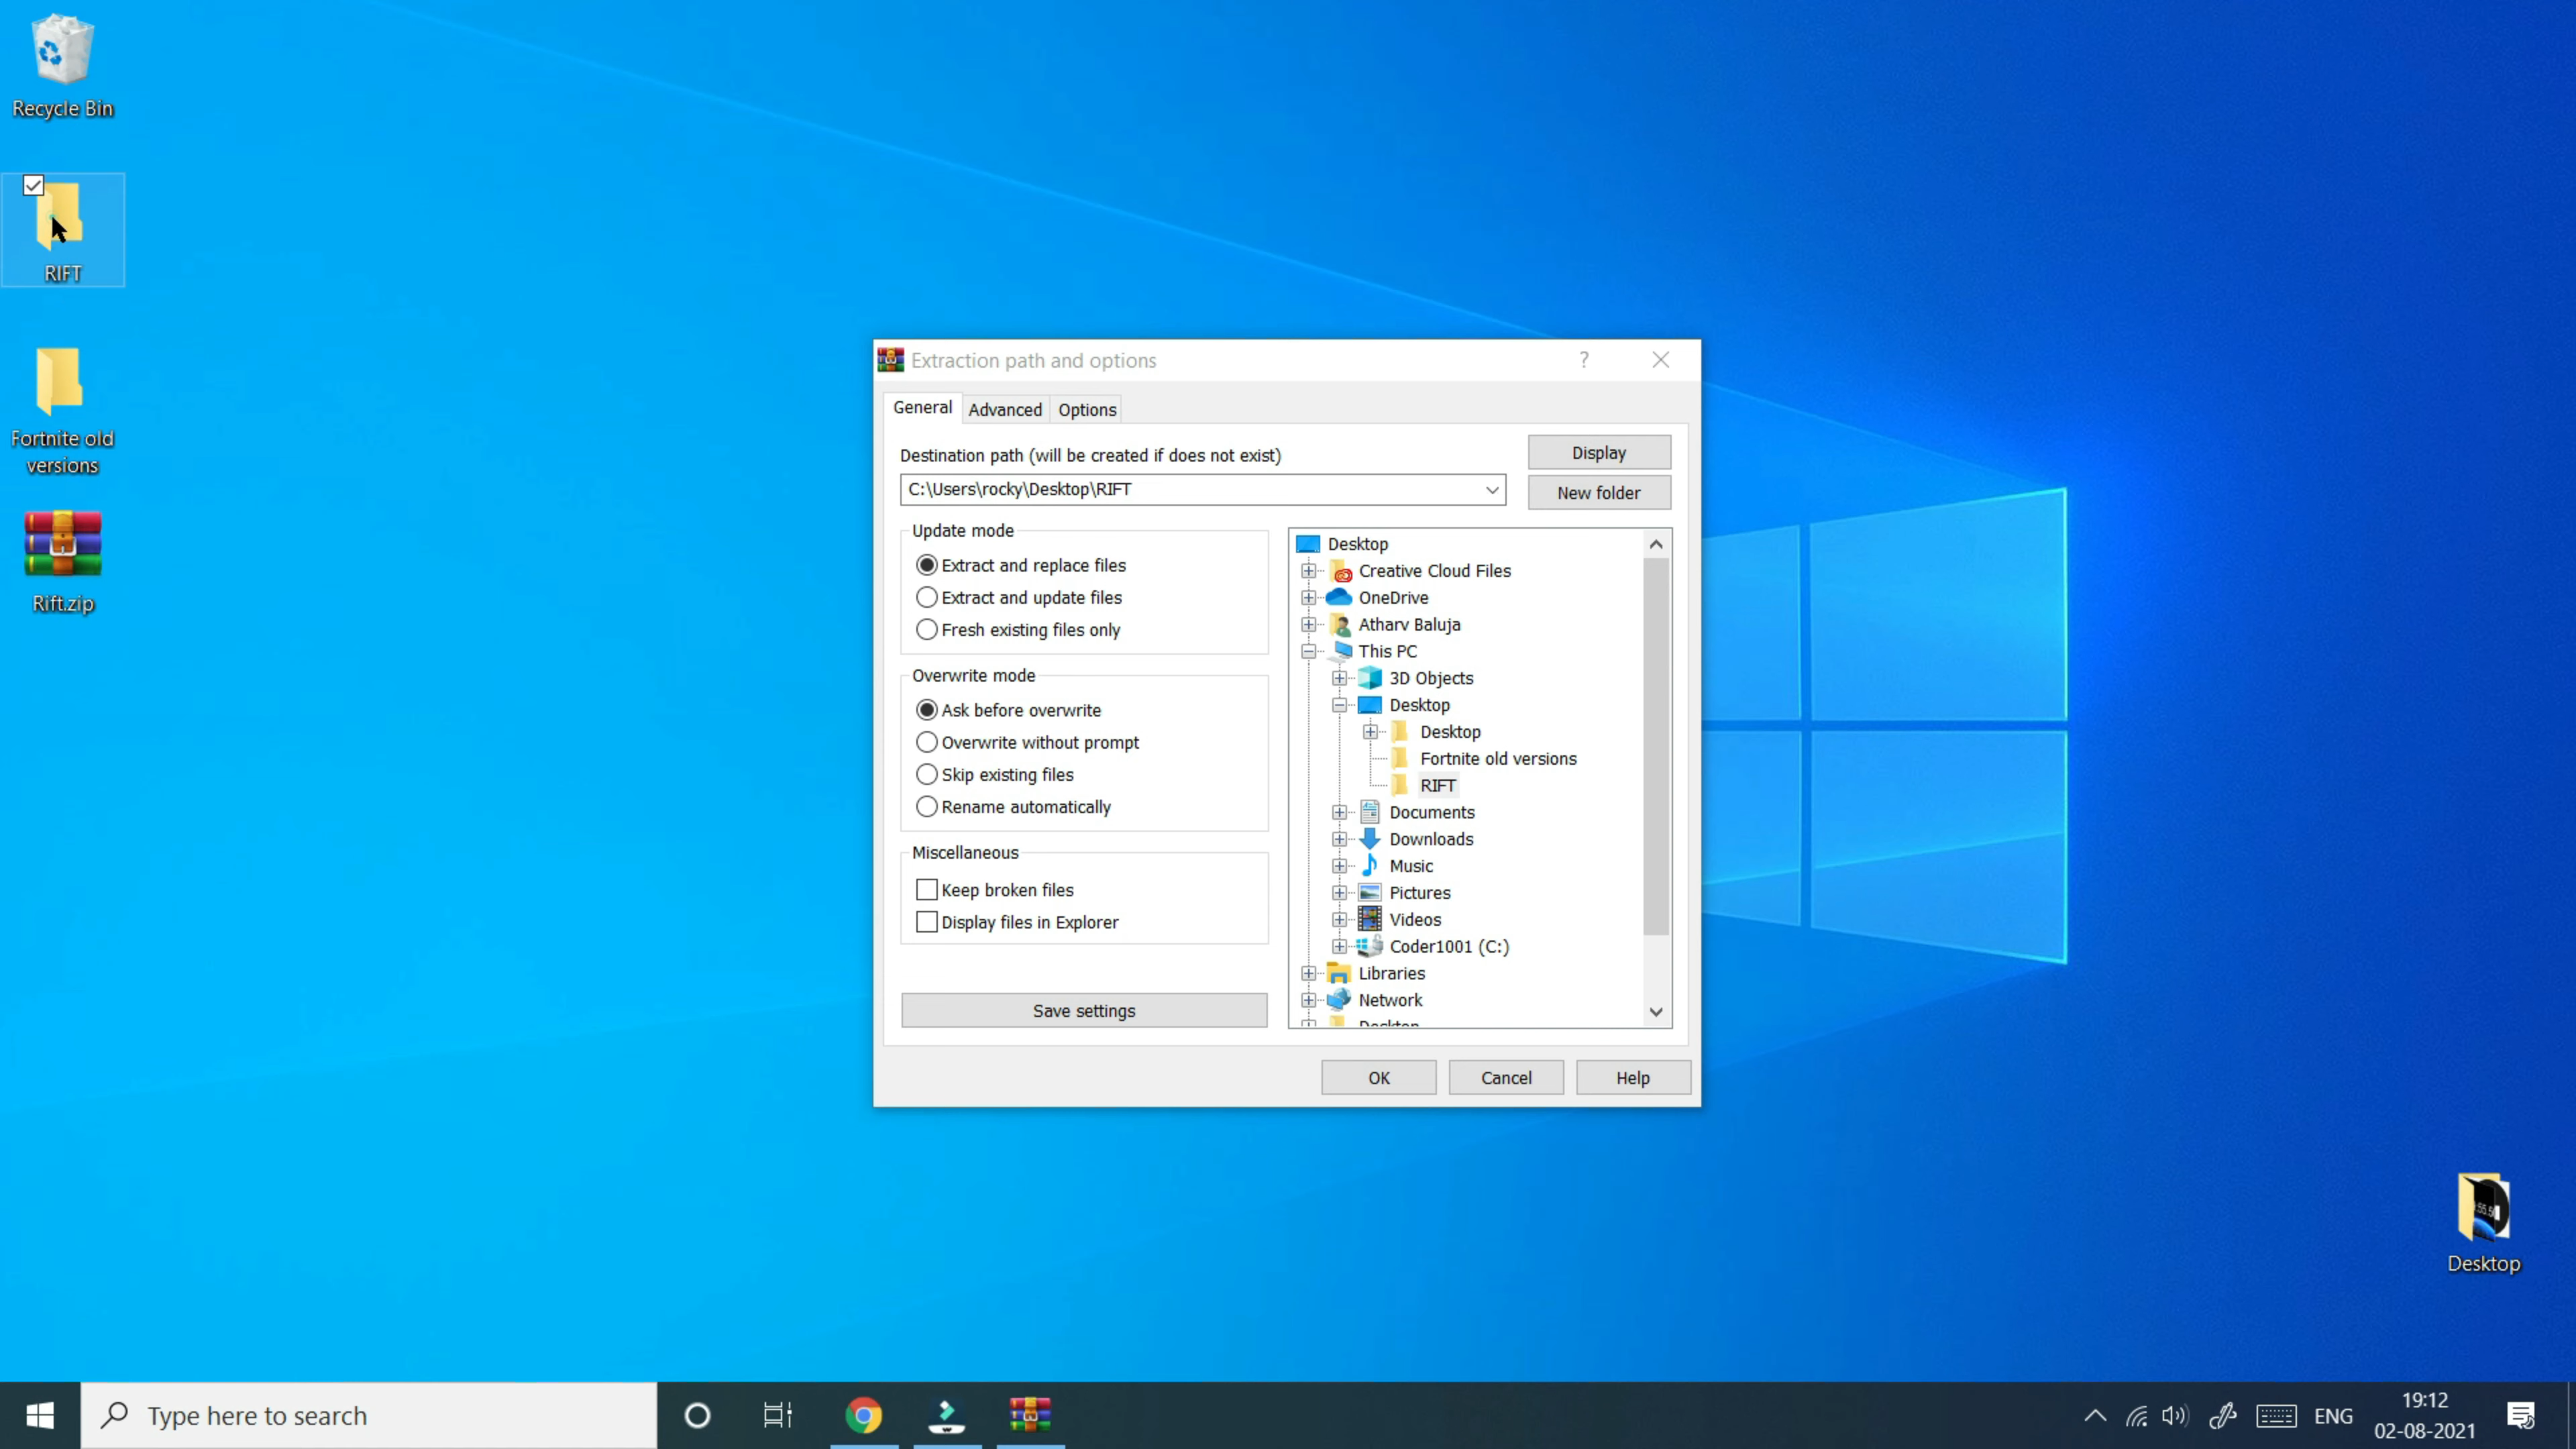 Recycle Bin
RIFT
Fortnite old
versions
Rift.zip
Extraction path and options
?
General
Advanced
Options
Destination path (will be created if does not exist)
C:\Users\rocky\Desktop\RIFT
Display
New folder
Update mode
Extract and replace files
Extract and update files
Fresh existing files only
Overwrite mode
Ask before overwrite
Overwrite without prompt
Skip existing files
Rename automatically
Miscellaneous
Keep broken files
Display files in Explorer
Save settings
Desktop
Creative Cloud Files
OneDrive
Atharv Baluja
This PC
3D Objects
Desktop
Desktop
Fortnite old versions
RIFT
Documents
Downloads
Music
Pictures
Videos
Coder1001 (C:)
Libraries
Network
Desktop
OK
Cancel
Help
Desktop
Type here to search
ENG
19:12
02-08-2021